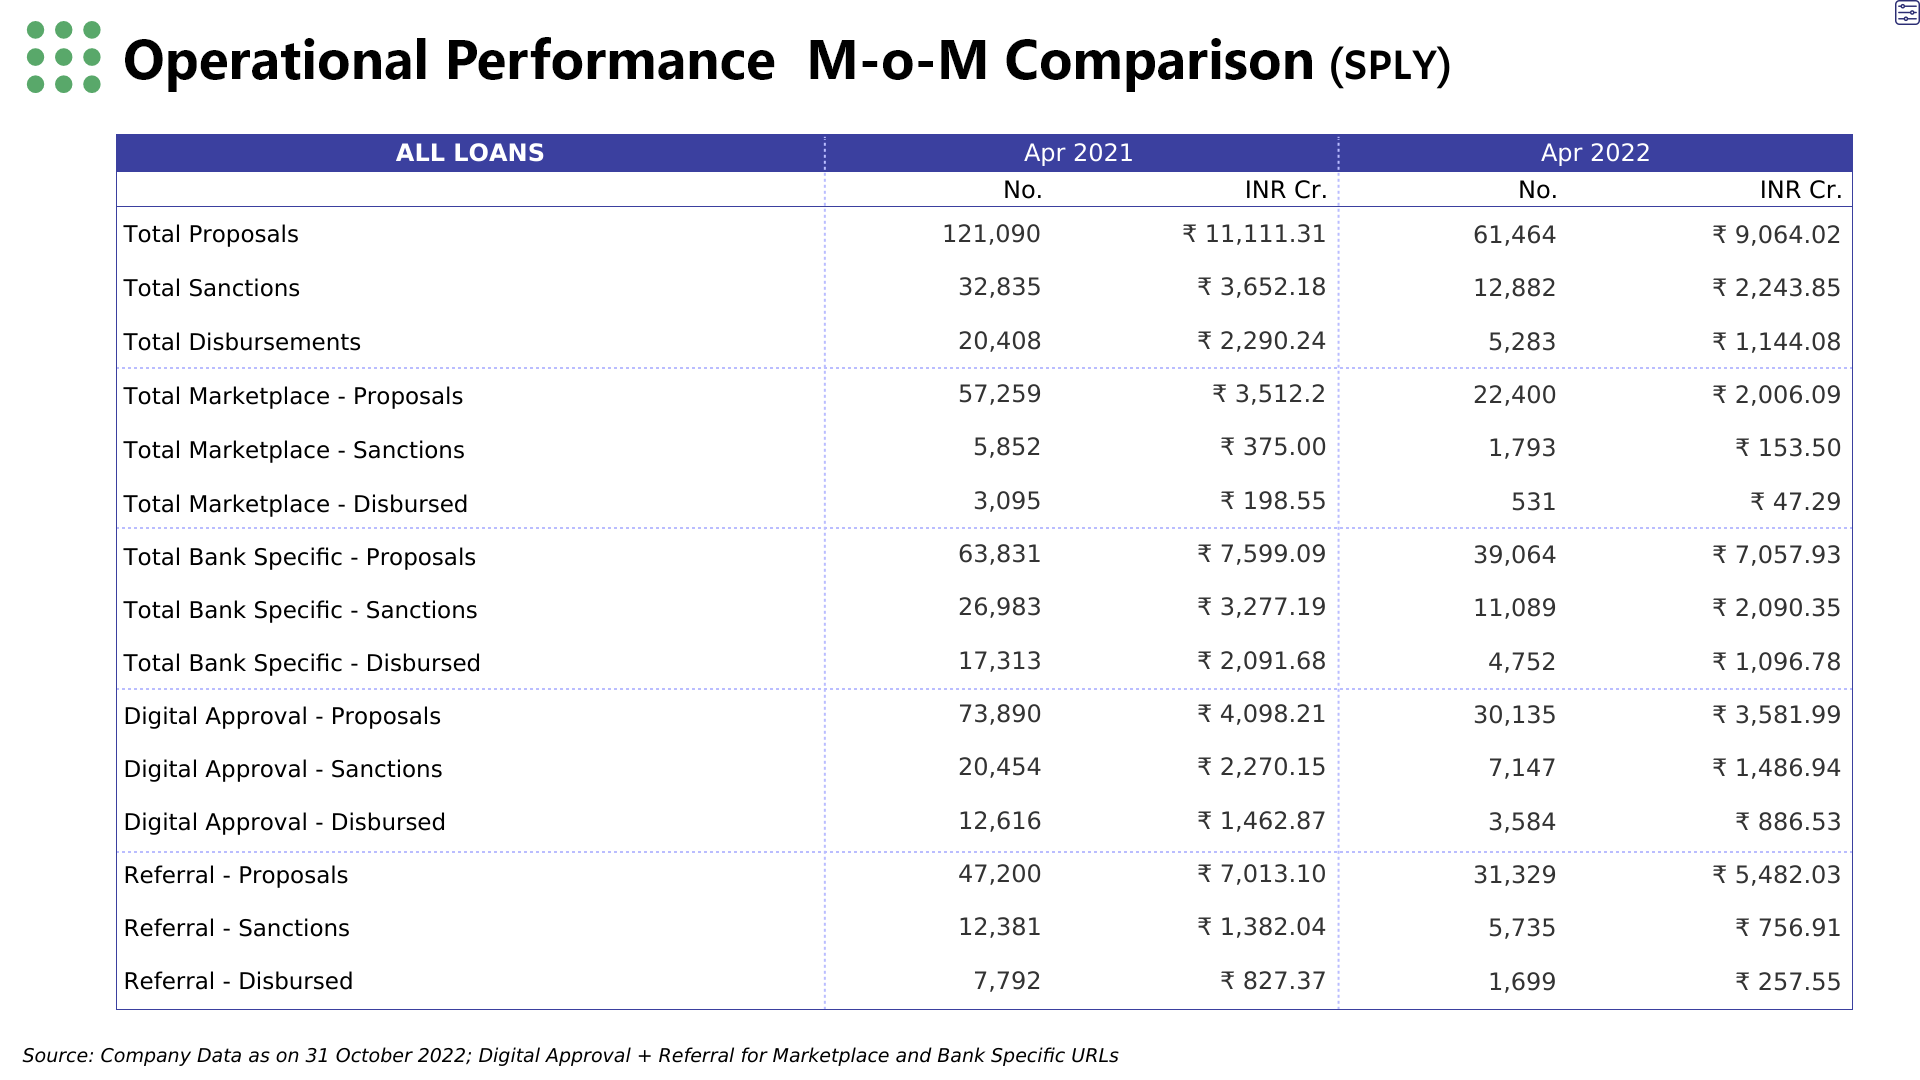 Operational Performance  M-o-M Comparison (SPLY)
ALL LOANS Apr 2021 Apr 2022
No. INR Cr. No. INR Cr.
Total Proposals 121,090 ₹ 11,111.31 61,464 ₹ 9,064.02
Total Sanctions 32,835 ₹ 3,652.18 12,882 ₹ 2,243.85
Total Disbursements 20,408 ₹ 2,290.24 5,283 ₹ 1,144.08
Total Marketplace - Proposals 57,259 ₹ 3,512.2 22,400 ₹ 2,006.09
Total Marketplace - Sanctions 5,852 ₹ 375.00 1,793 ₹ 153.50
Total Marketplace - Disbursed 3,095 ₹ 198.55 531 ₹ 47.29
Total Bank Specific - Proposals 63,831 ₹ 7,599.09 39,064 ₹ 7,057.93
Total Bank Specific - Sanctions 26,983 ₹ 3,277.19 11,089 ₹ 2,090.35
Total Bank Specific - Disbursed 17,313 ₹ 2,091.68 4,752 ₹ 1,096.78
Digital Approval - Proposals 73,890 ₹ 4,098.21 30,135 ₹ 3,581.99
Digital Approval - Sanctions 20,454 ₹ 2,270.15 7,147 ₹ 1,486.94
Digital Approval - Disbursed 12,616 ₹ 1,462.87 3,584 ₹ 886.53
Referral - Proposals 47,200 ₹ 7,013.10 31,329 ₹ 5,482.03
Referral - Sanctions 12,381 ₹ 1,382.04 5,735 ₹ 756.91
Referral - Disbursed 7,792 ₹ 827.37 1,699 ₹ 257.55
Source: Company Data as on 31 October 2022; Digital Approval + Referral for Marketplace and Bank Specific URLs